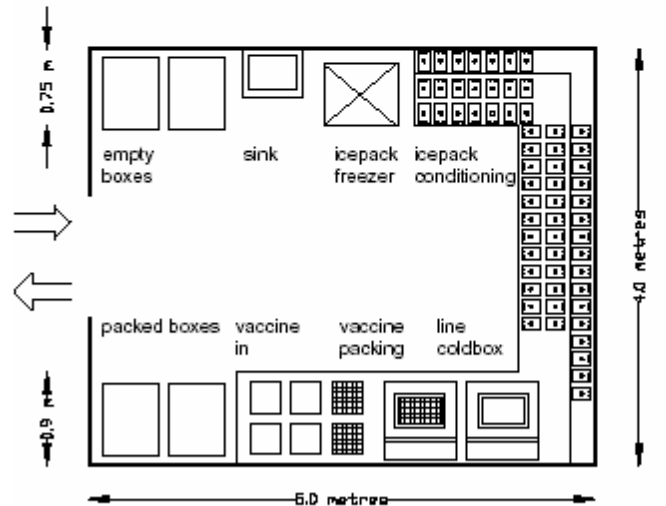 0.75 m
empty
boxes
sink
icepack
freezer
icepack
conditioning
4.0 metres
packed boxes
vaccine
in
vaccine
packing
line
coldbox
0.9 m
5.0 metres